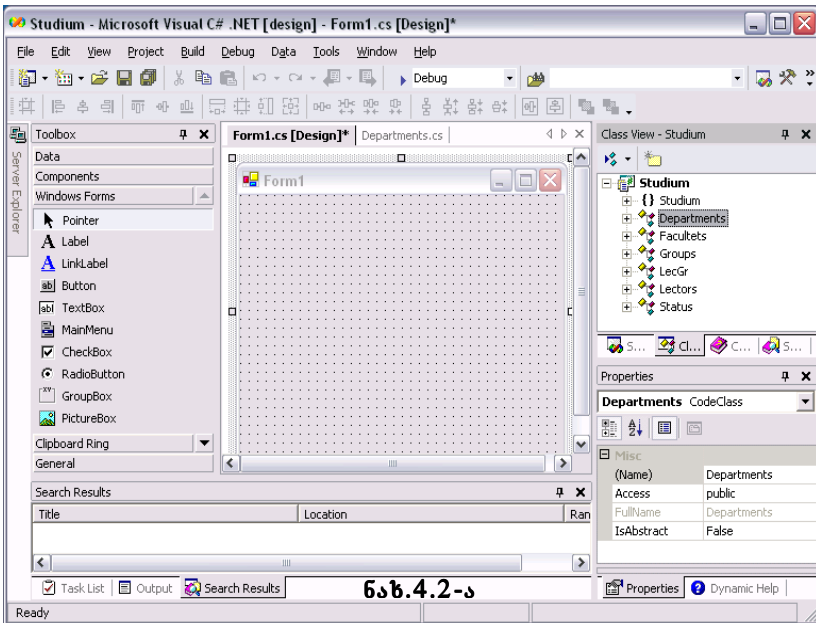 Studium - Microsoft Visual C# .NET [design] - Form1.cs [Design]*
File Edit View Project Build Debug Data Tools Window Help
Debug
Toolbox
Form1.cs [Design]* Departments.cs
Class View - Studium
Server Explorer
Data
Components
Windows Forms
Pointer
A Label
A LinkLabel
ab Button
abl TextBox
MainMenu
CheckBox
RadioButton
GroupBox
PictureBox
Clipboard Ring
General
Form1
Studium
{} Studium
Departments
Facultets
Groups
LecGr
Lectors
Status
S... Cl... C... S...
Properties
Departments CodeClass
Misc
(Name) Departments
Access public
FullName Departments
IsAbstract False
Search Results
Title Location Ran
Task List Output Search Results
ნახ.4.2-ა
Properties Dynamic Help
Ready